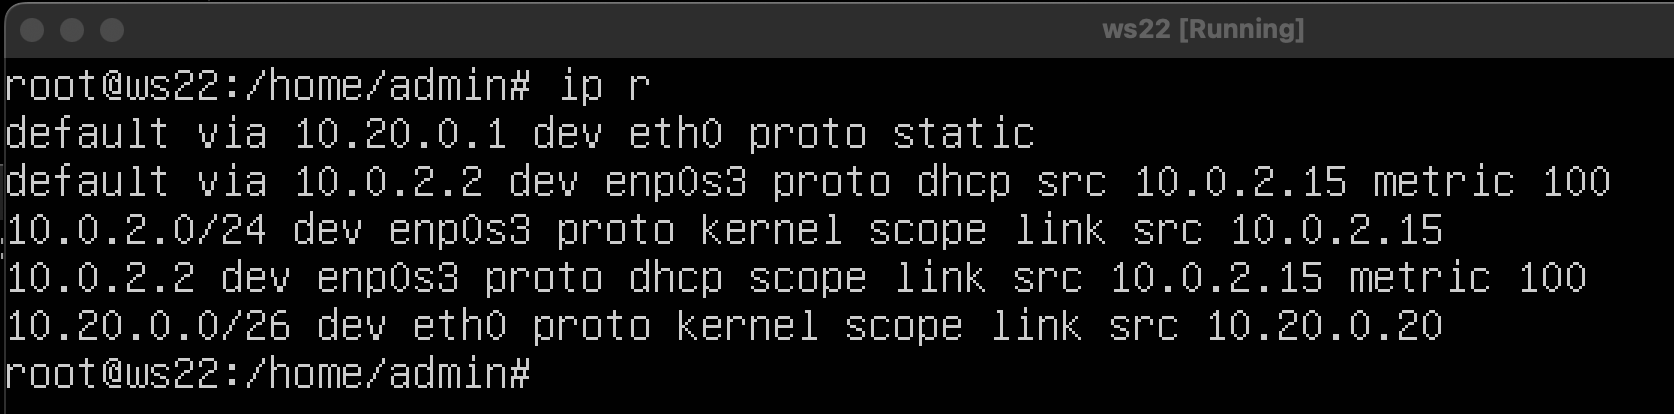 ws22 [Running]
root@ws22:/home/admin# ip r
default via 10.20.0.1 dev eth0 proto static
default via 10.0.2.2 dev enp0s3 proto dhcp src 10.0.2.15 metric 100
10.0.2.0/24 dev enp0s3 proto kernel scope link src 10.0.2.15
10.0.2.2 dev enp0s3 proto dhcp scope link src 10.0.2.15 metric 100
10.20.0.0/26 dev eth0 proto kernel scope link src 10.20.0.20
root@ws22:/home/admin#